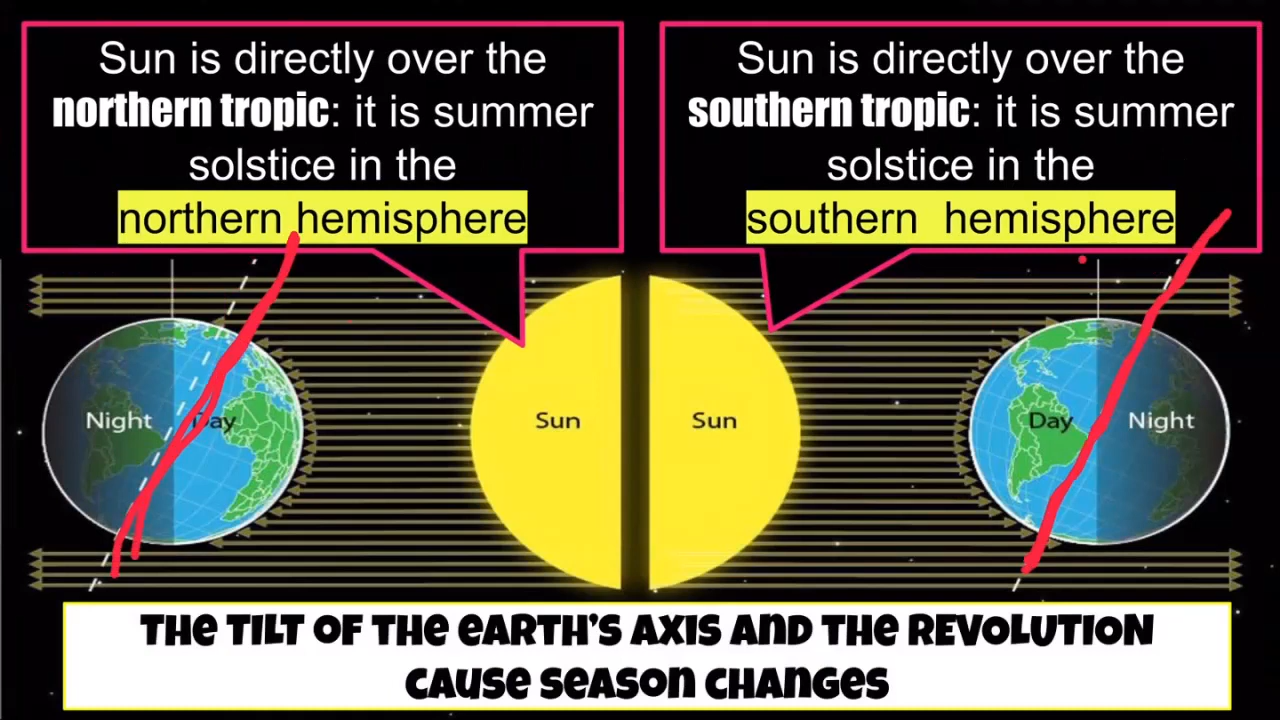 Sun is directly over the
northern tropic: it is summer
solstice in the
northern hemisphere
Sun is directly over the
southern tropic: it is summer
solstice in the
southern hemisphere
Night
Day
Sun
Sun
Day
Night
THE TILT OF THE EARTH'S AXIS AND THE REVOLUTION
CAUSE SEASON CHANGES